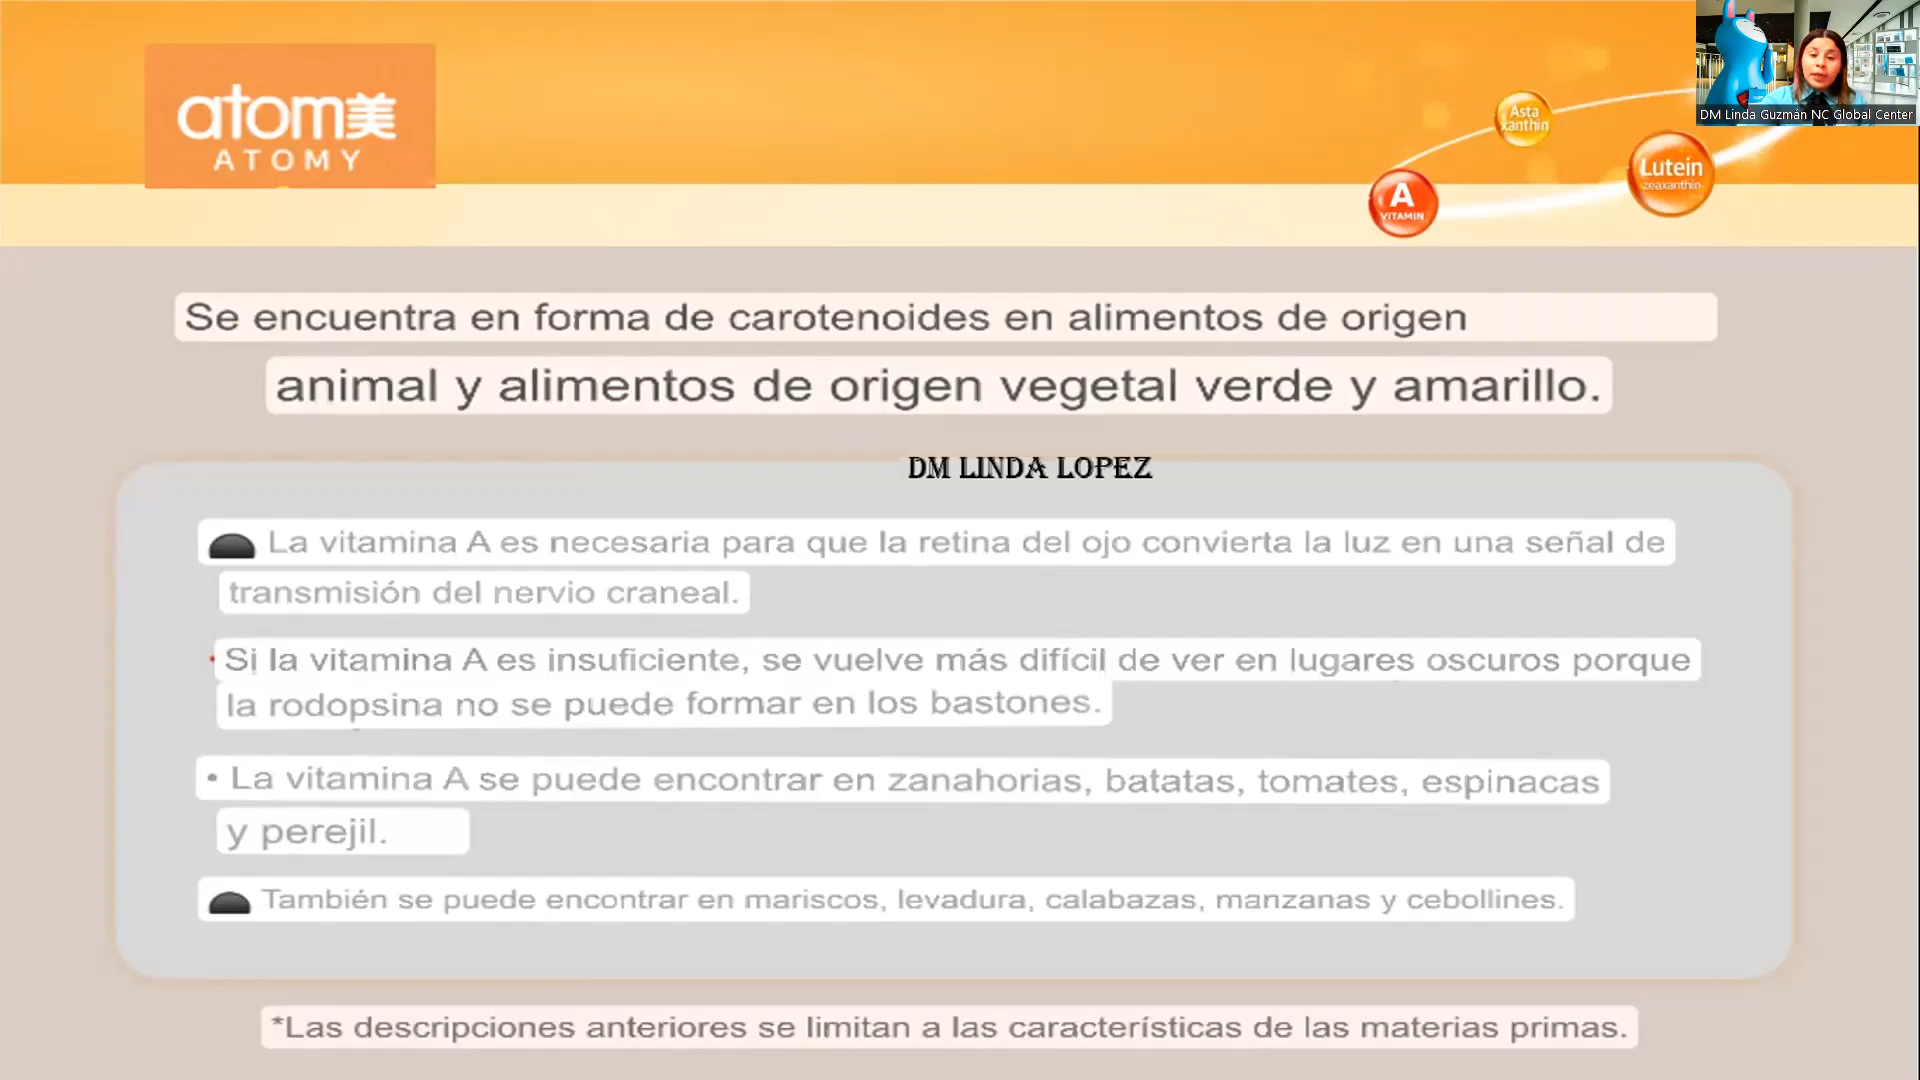 atom美
ATOMY
Asta
xanthin
Lutein
zeaxanthin
A
VITAMIN
DM Linda Guzmán NC Global Center
Se encuentra en forma de carotenoides en alimentos de origen
animal y alimentos de origen vegetal verde y amarillo.
DM LINDA LOPEZ
La vitamina A es necesaria para que la retina del ojo convierta la luz en una señal de
transmisión del nervio craneal.
Si la vitamina A es insuficiente, se vuelve más difícil de ver en lugares oscuros porque
la rodopsina no se puede formar en los bastones.
• La vitamina A se puede encontrar en zanahorias, batatas, tomates, espinacas
y perejil.
También se puede encontrar en mariscos, levadura, calabazas, manzanas y cebollines.
*Las descripciones anteriores se limitan a las características de las materias primas.